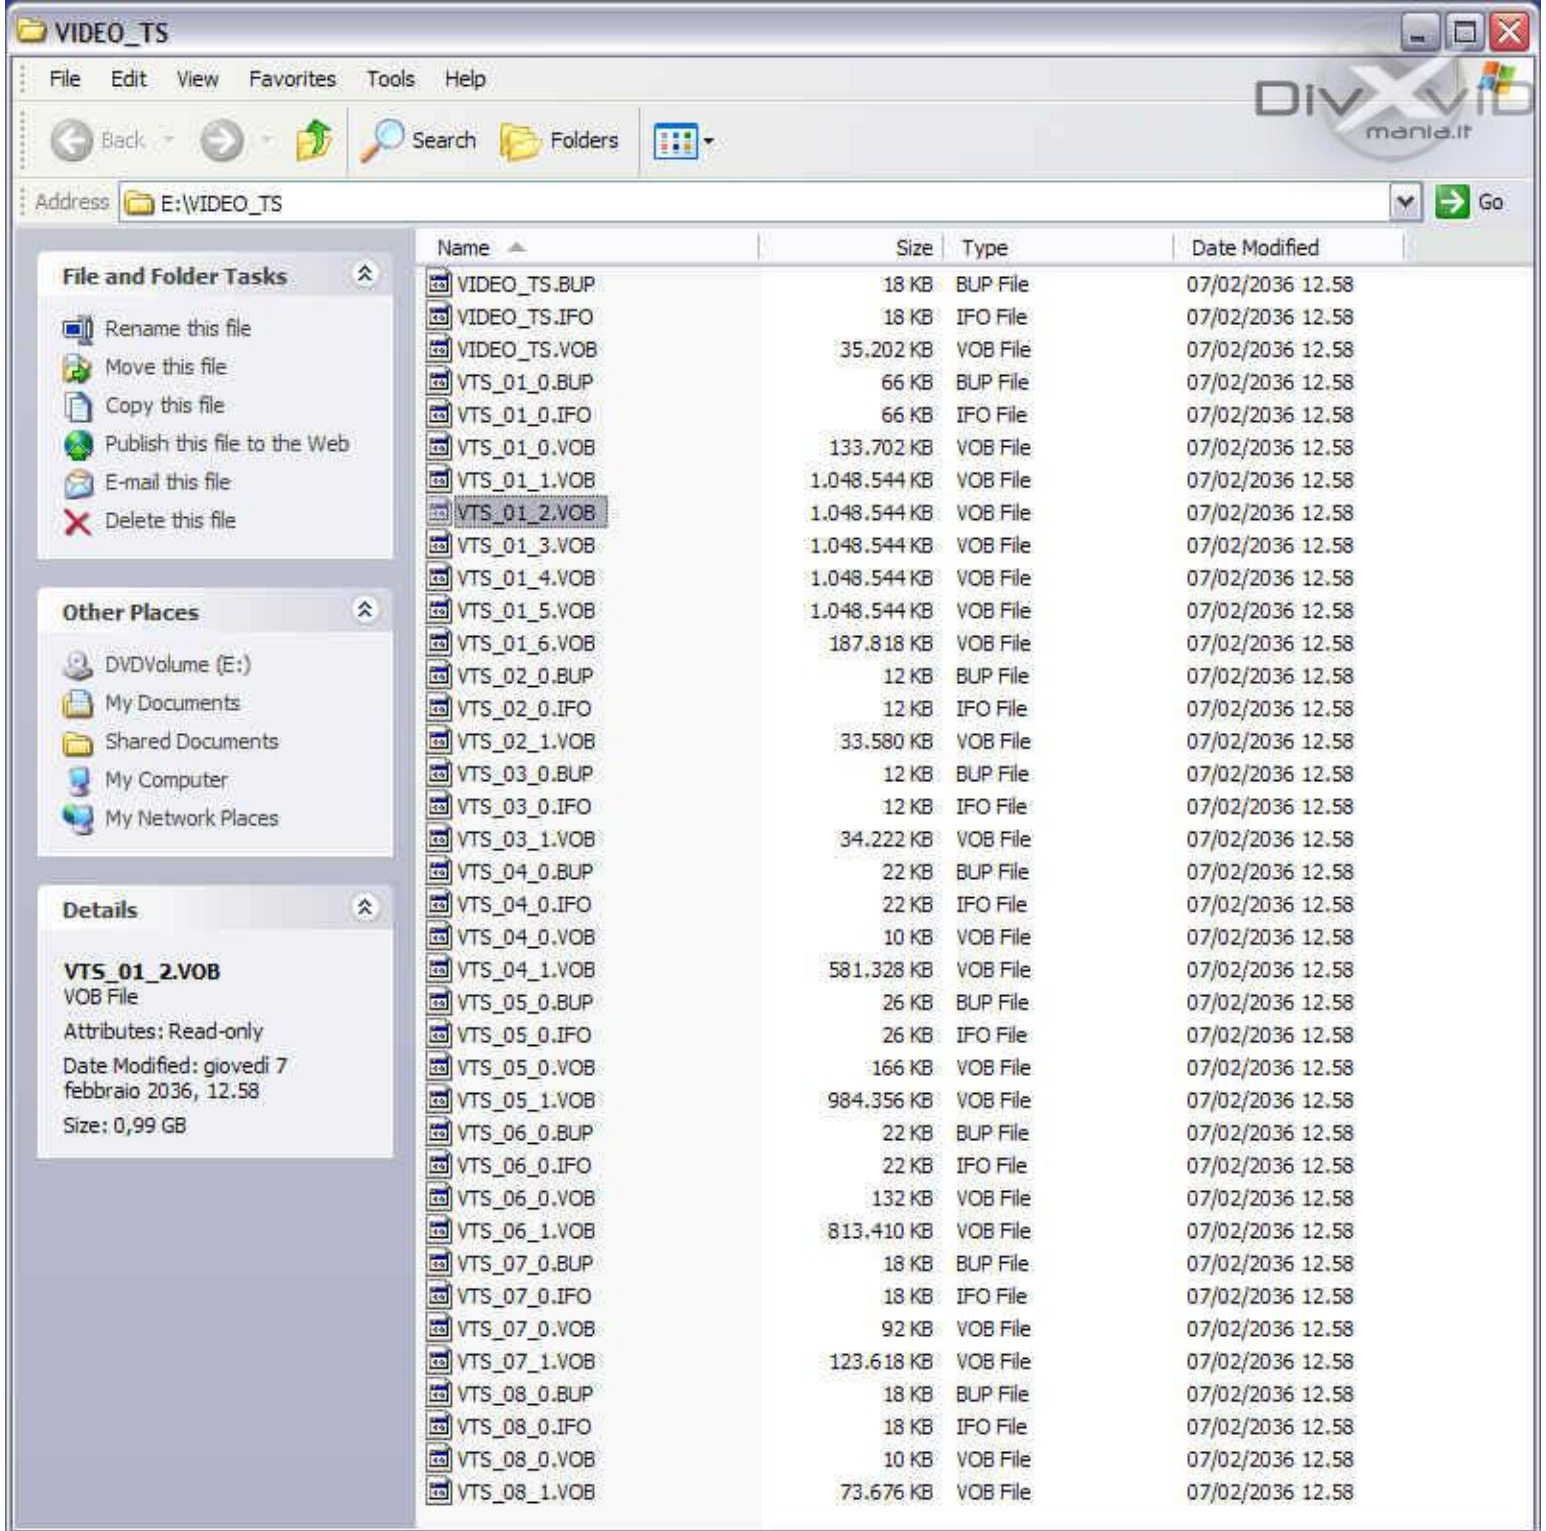 VIDEO_TS
File Edit View Favorites Tools Help
DivXviD
mania.it
Back Search Folders
Address E:\VIDEO_TS Go
Name Size Type Date Modified
File and Folder Tasks
Rename this file
Move this file
Copy this file
Publish this file to the Web
E-mail this file
Delete this file
Other Places
DVDVolume (E:)
My Documents
Shared Documents
My Computer
My Network Places
Details
VTS_01_2.VOB
VOB File
Attributes: Read-only
Date Modified: giovedì 7
febbraio 2036, 12.58
Size: 0,99 GB
VIDEO_TS.BUP 18 KB BUP File 07/02/2036 12.58
VIDEO_TS.IFO 18 KB IFO File 07/02/2036 12.58
VIDEO_TS.VOB 35.202 KB VOB File 07/02/2036 12.58
VTS_01_0.BUP 66 KB BUP File 07/02/2036 12.58
VTS_01_0.IFO 66 KB IFO File 07/02/2036 12.58
VTS_01_0.VOB 133.702 KB VOB File 07/02/2036 12.58
VTS_01_1.VOB 1.048.544 KB VOB File 07/02/2036 12.58
VTS_01_2.VOB 1.048.544 KB VOB File 07/02/2036 12.58
VTS_01_3.VOB 1.048.544 KB VOB File 07/02/2036 12.58
VTS_01_4.VOB 1.048.544 KB VOB File 07/02/2036 12.58
VTS_01_5.VOB 1.048.544 KB VOB File 07/02/2036 12.58
VTS_01_6.VOB 187.818 KB VOB File 07/02/2036 12.58
VTS_02_0.BUP 12 KB BUP File 07/02/2036 12.58
VTS_02_0.IFO 12 KB IFO File 07/02/2036 12.58
VTS_02_1.VOB 33.580 KB VOB File 07/02/2036 12.58
VTS_03_0.BUP 12 KB BUP File 07/02/2036 12.58
VTS_03_0.IFO 12 KB IFO File 07/02/2036 12.58
VTS_03_1.VOB 34.222 KB VOB File 07/02/2036 12.58
VTS_04_0.BUP 22 KB BUP File 07/02/2036 12.58
VTS_04_0.IFO 22 KB IFO File 07/02/2036 12.58
VTS_04_0.VOB 10 KB VOB File 07/02/2036 12.58
VTS_04_1.VOB 581.328 KB VOB File 07/02/2036 12.58
VTS_05_0.BUP 26 KB BUP File 07/02/2036 12.58
VTS_05_0.IFO 26 KB IFO File 07/02/2036 12.58
VTS_05_0.VOB 166 KB VOB File 07/02/2036 12.58
VTS_05_1.VOB 984.356 KB VOB File 07/02/2036 12.58
VTS_06_0.BUP 22 KB BUP File 07/02/2036 12.58
VTS_06_0.IFO 22 KB IFO File 07/02/2036 12.58
VTS_06_0.VOB 132 KB VOB File 07/02/2036 12.58
VTS_06_1.VOB 813.410 KB VOB File 07/02/2036 12.58
VTS_07_0.BUP 18 KB BUP File 07/02/2036 12.58
VTS_07_0.IFO 18 KB IFO File 07/02/2036 12.58
VTS_07_0.VOB 92 KB VOB File 07/02/2036 12.58
VTS_07_1.VOB 123.618 KB VOB File 07/02/2036 12.58
VTS_08_0.BUP 18 KB BUP File 07/02/2036 12.58
VTS_08_0.IFO 18 KB IFO File 07/02/2036 12.58
VTS_08_0.VOB 10 KB VOB File 07/02/2036 12.58
VTS_08_1.VOB 73.676 KB VOB File 07/02/2036 12.58